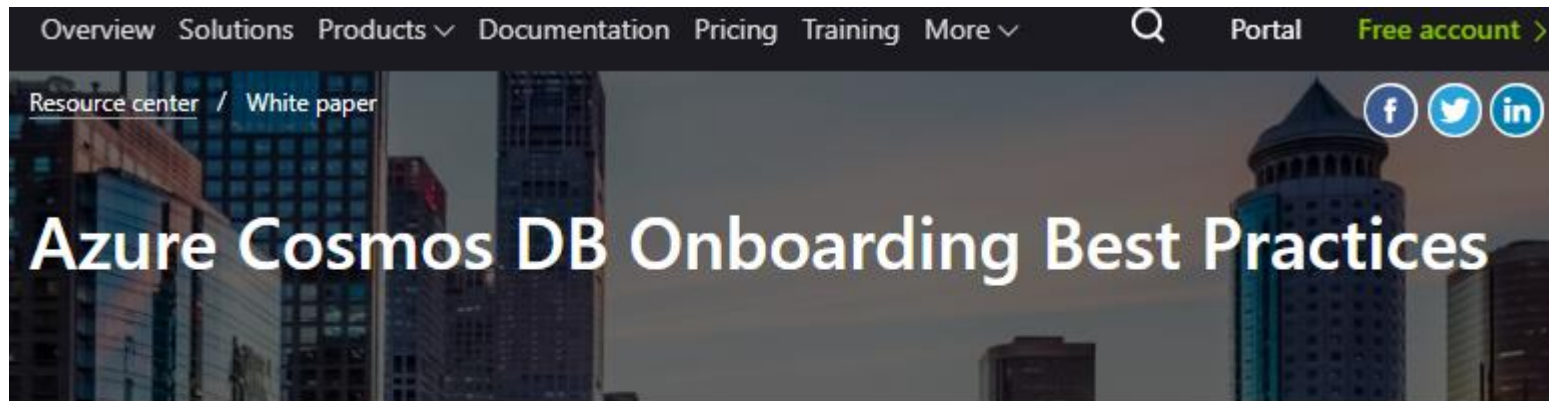 Overview Solutions Products Documentation Pricing Training More Portal Free account >
Resource center / White paper
f in
Azure Cosmos DB Onboarding Best Practices